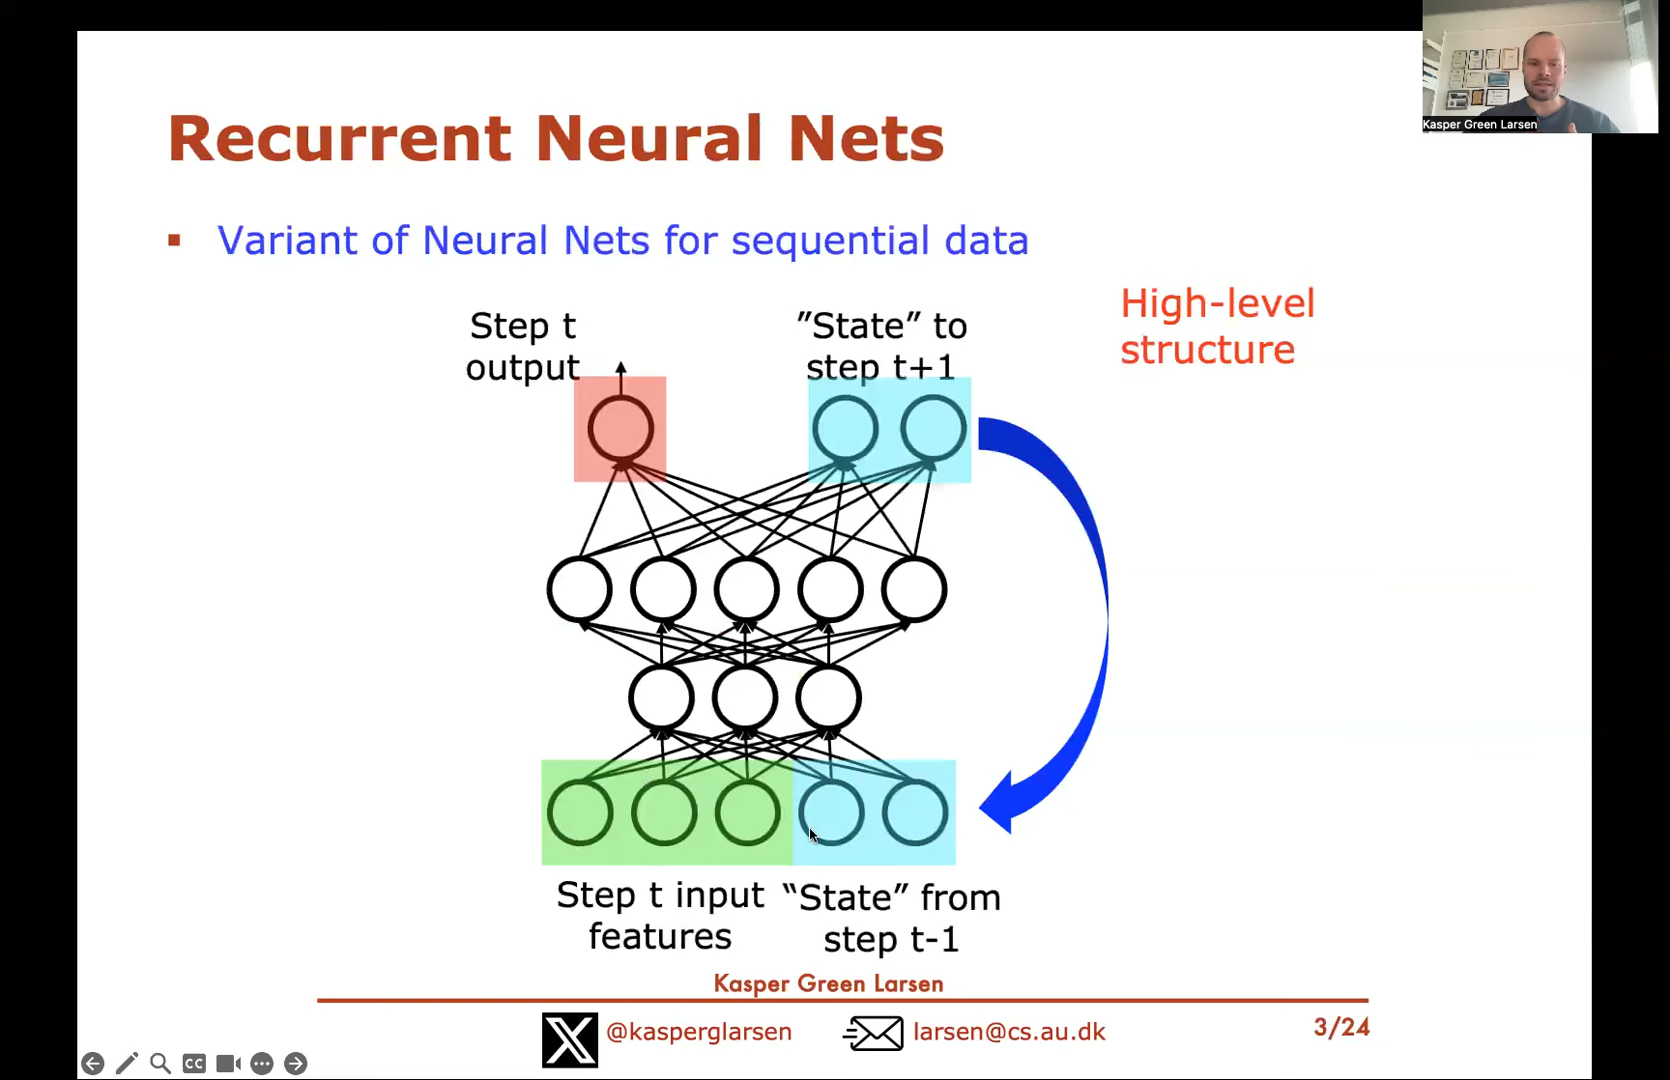 Kasper Green Larsen
Recurrent Neural Nets
▪ Variant of Neural Nets for sequential data
High-level
structure
Step t
output
”State” to
step t+1
Step t input
features
“State” from
step t-1
Kasper Green Larsen
@kasperglarsen
larsen@cs.au.dk
3/24
CC